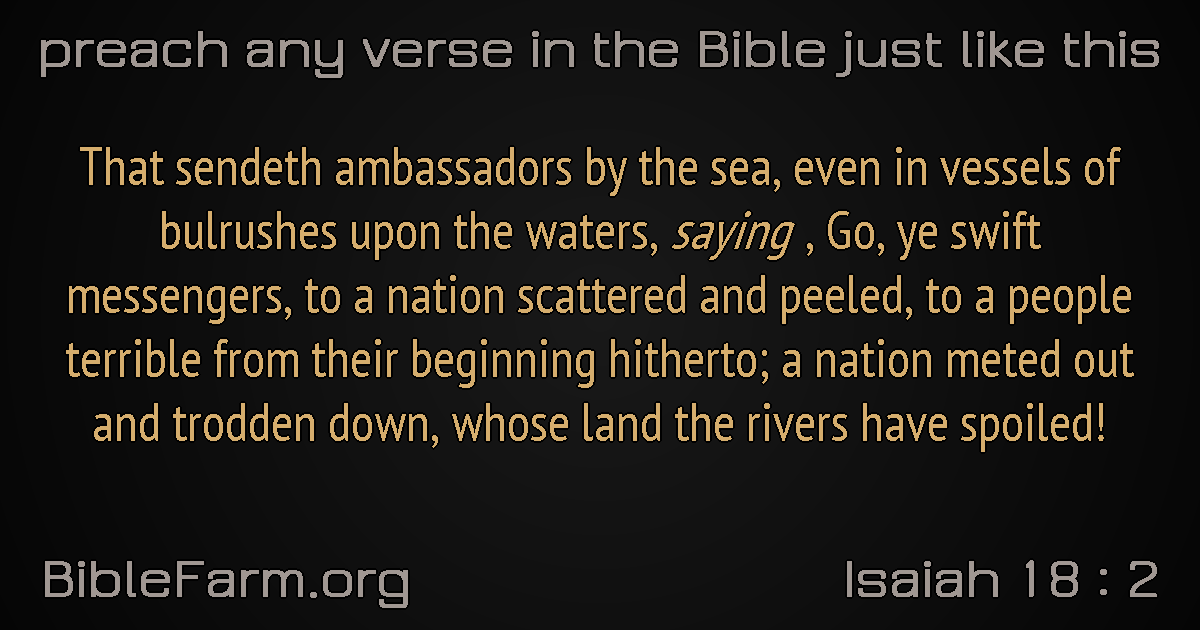 preach any verse in the Bible just like this
That sendeth ambassadors by the sea, even in vessels of
bulrushes upon the waters, saying , Go, ye swift
messengers, to a nation scattered and peeled, to a people
terrible from their beginning hitherto; a nation meted out
and trodden down, whose land the rivers have spoiled!
BibleFarm.org
Isaiah 18 : 2